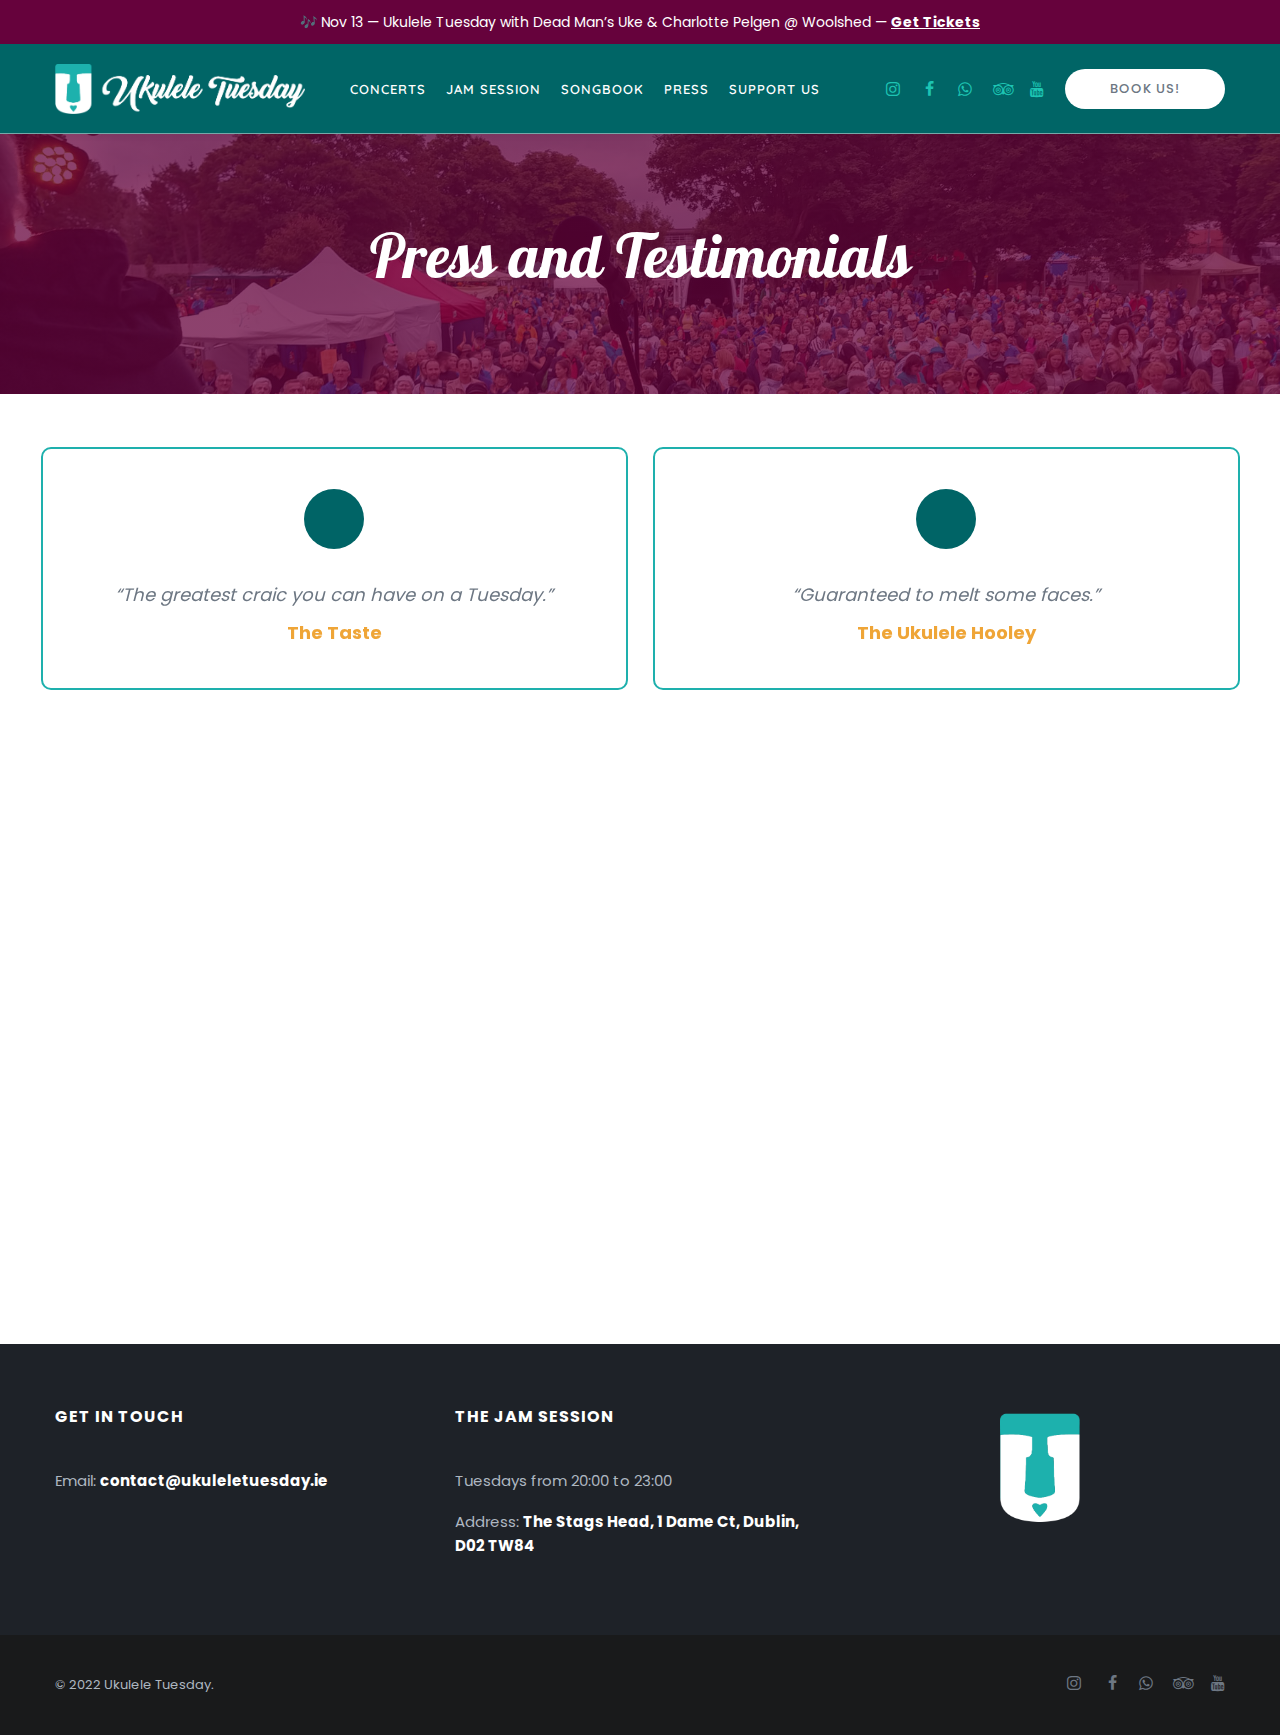 🎶 Nov 13 — Ukulele Tuesday with Dead Man’s Uke & Charlotte Pelgen @ Woolshed — Get Tickets
Ukulele Tuesday
CONCERTS JAM SESSION SONGBOOK PRESS SUPPORT US
BOOK US!
Press and Testimonials
“The greatest craic you can have on a Tuesday.”
The Taste
“Guaranteed to melt some faces.”
The Ukulele Hooley
GET IN TOUCH
Email: contact@ukuleletuesday.ie
THE JAM SESSION
Tuesdays from 20:00 to 23:00
Address: The Stags Head, 1 Dame Ct, Dublin,
D02 TW84
© 2022 Ukulele Tuesday.